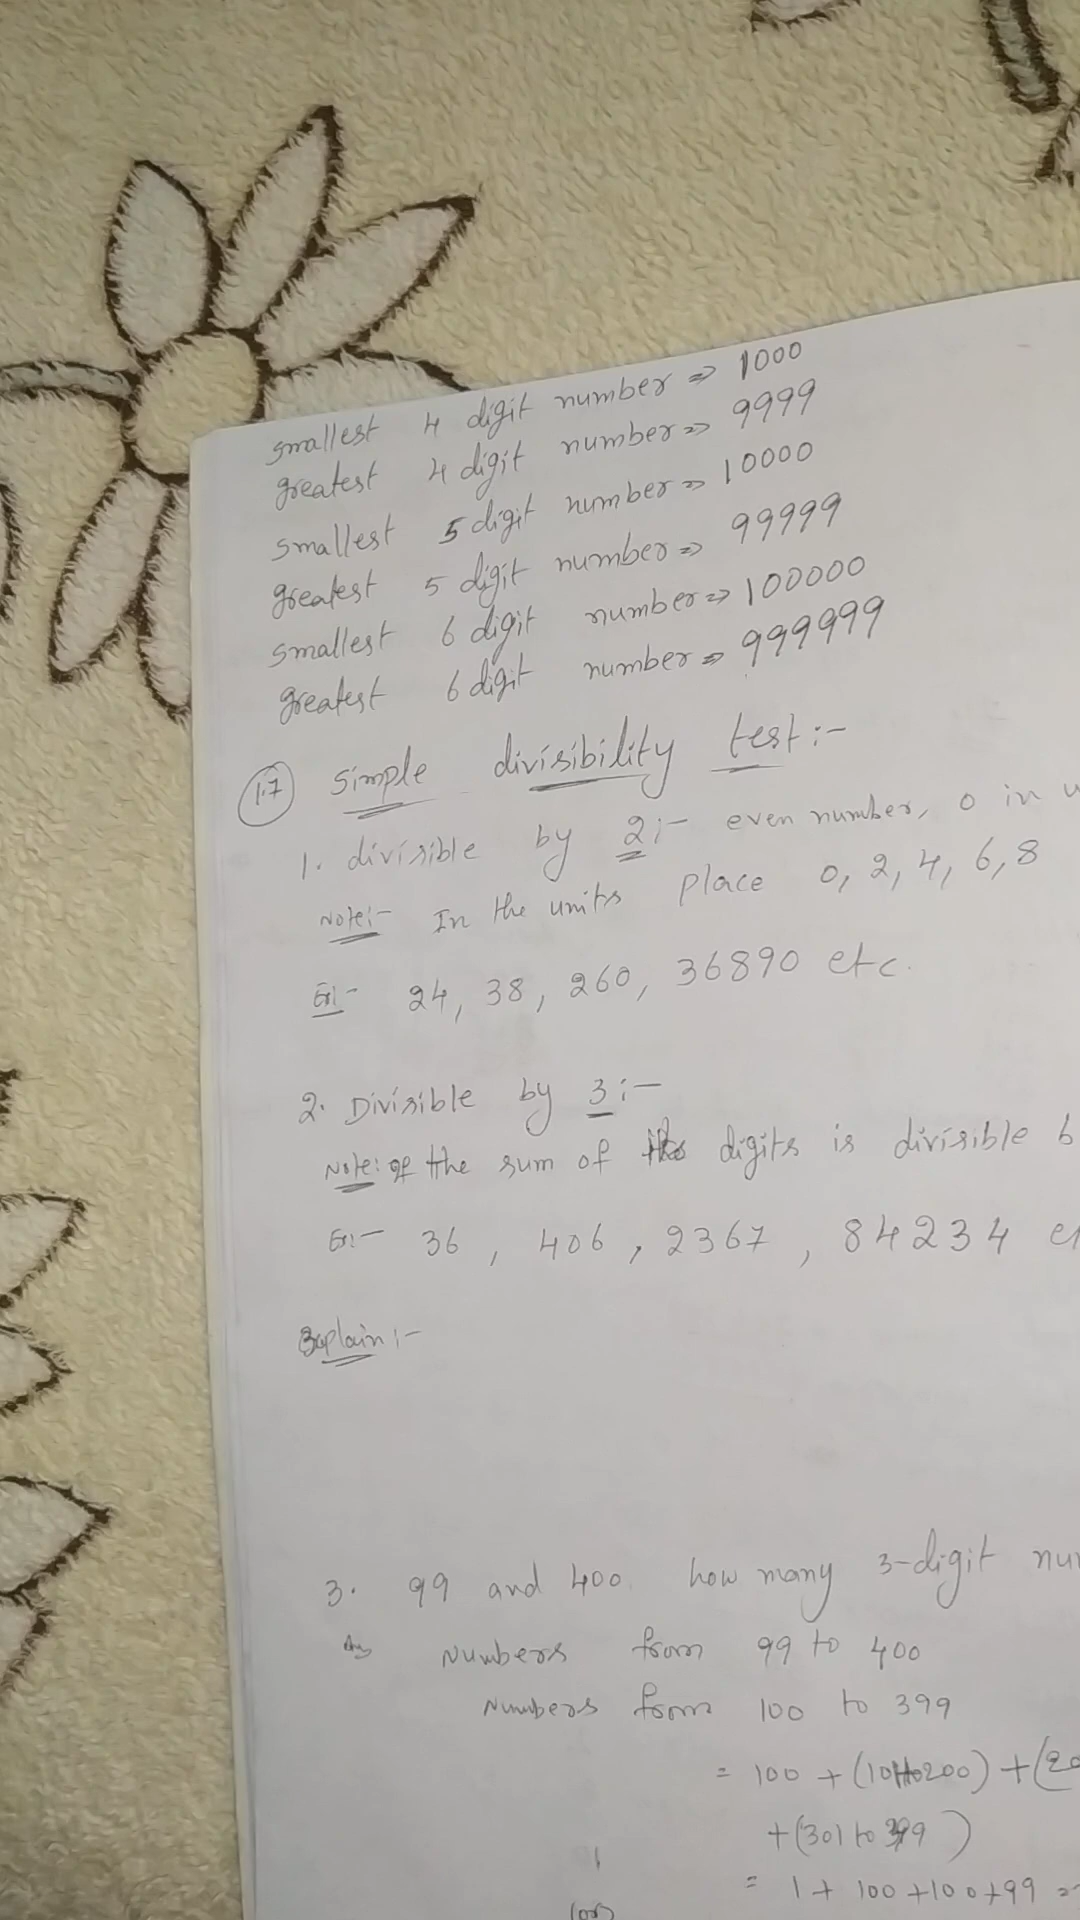 smallest 4 digit number ⇒ 1000
greatest 4 digit number ⇒ 9999
smallest 5 digit number ⇒ 10000
greatest 5 digit number ⇒ 99999
smallest 6 digit number ⇒ 100000
greatest 6 digit number ⇒ 999999
1.7 Simple divisibility test:-
1. divisible by 2:- even number, 0 in
Note:- In the units place 0, 2, 4, 6, 8
Ex:- 24, 38, 260, 36890 etc.
2. Divisible by 3:-
Note: If the sum of its digits is divisible
Ex:- 36, 406, 2367, 84234
Explain:-
3. 99 and 400 how many 3-digit
Ans Numbers from 99 to 400
Numbers from 100 to 399
= 100 + (101 to 200) + (
+ (301 to 399)
= 1 + 100 + 100 + 99 =
(or)